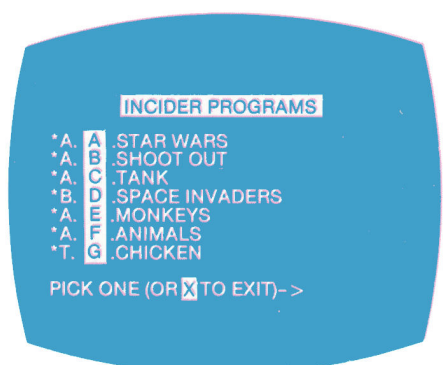 INCIDER PROGRAMS
*A. A .STAR WARS
*A. B .SHOOT OUT
*A. C .TANK
*B. D .SPACE INVADERS
*A. E .MONKEYS
*A. F .ANIMALS
*T. G .CHICKEN
PICK ONE (OR X TO EXIT)->